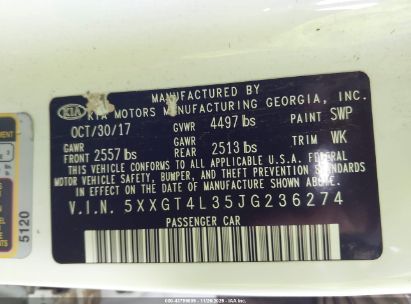 MANUFACTURED BY
KIA
KIA MOTORS MANUFACTURING GEORGIA, INC.
OCT/30/17 GVWR 4497 lbs PAINT SWP
GAWR FRONT 2557 lbs GAWR REAR 2513 lbs TRIM WK
THIS VEHICLE CONFORMS TO ALL APPLICABLE U.S.A. FEDERAL
MOTOR VEHICLE SAFETY, BUMPER, AND THEFT PREVENTION STANDARDS
IN EFFECT ON THE DATE OF MANUFACTURE SHOWN ABOVE.
V.I.N. 5XXGT4L35JG236274
PASSENGER CAR
5120